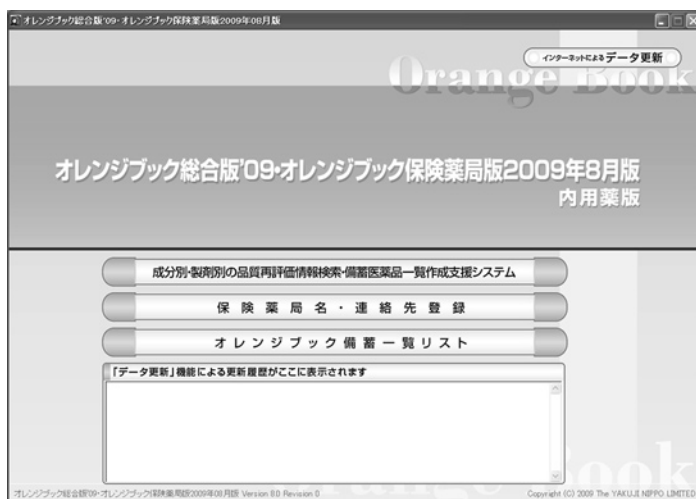 オレンジブック総合版'09・オレンジブック保険薬局版2009年08月版
インターネットによるデータ更新
Orange Book
オレンジブック総合版'09・オレンジブック保険薬局版2009年8月版
内用薬版
成分別・製剤別の品質再評価情報検索・備蓄医薬品一覧作成支援システム
保険薬局名・連絡先登録
オレンジブック備蓄一覧リスト
「データ更新」機能による更新履歴がここに表示されます
Orange Book
オレンジブック総合版'09・オレンジブック保険薬局版2009年08月版 Version 8.0 Revision 0
Copyright (C) 2009 The YAKUJI NIPPO LIMITED